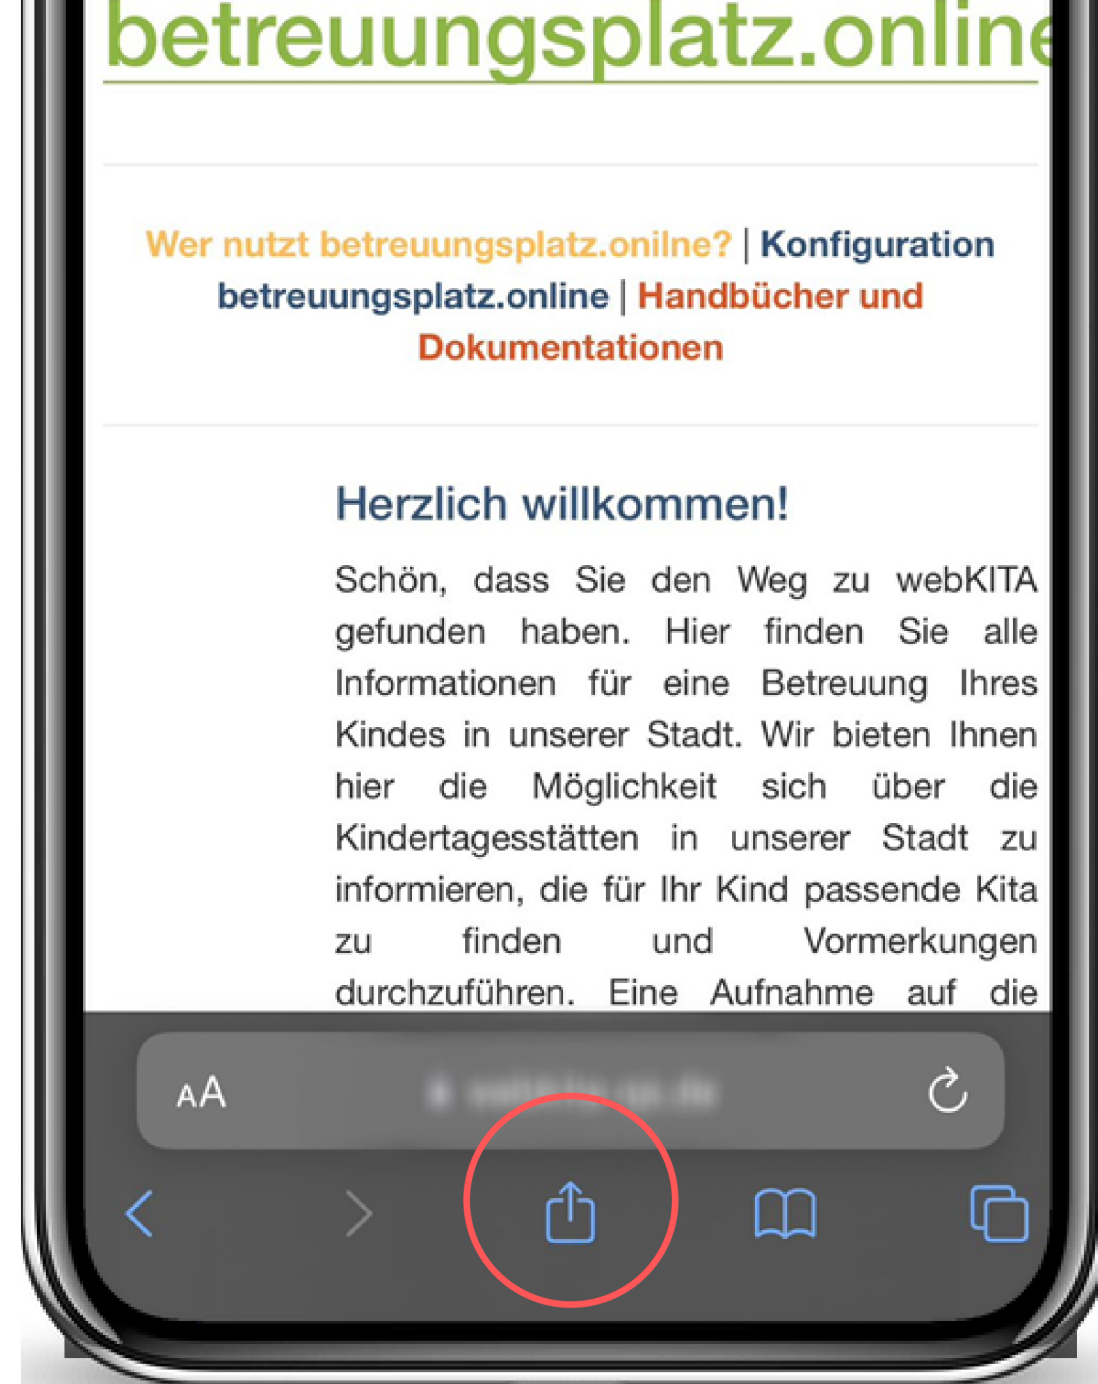 betreuungsplatz.online
Wer nutzt betreuungsplatz.onilne? | Konfiguration
betreuungsplatz.online | Handbücher und
Dokumentationen
Herzlich willkommen!
Schön, dass Sie den Weg zu webKITA
gefunden haben. Hier finden Sie alle
Informationen für eine Betreuung Ihres
Kindes in unserer Stadt. Wir bieten Ihnen
hier die Möglichkeit sich über die
Kindertagesstätten in unserer Stadt zu
informieren, die für Ihr Kind passende Kita
zu finden und Vormerkungen
durchzuführen. Eine Aufnahme auf die
AA